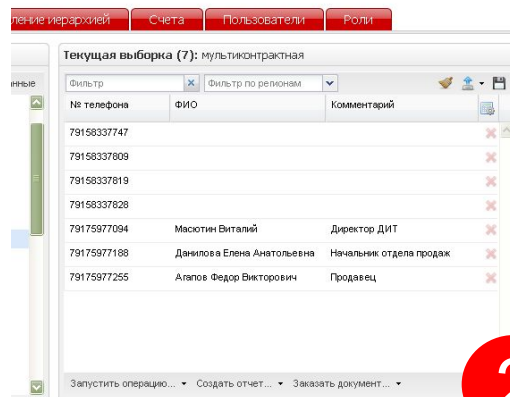 ление иерархией Счета Пользователи Роли
Текущая выборка (7): мультиконтрактная
нные Фильтр Фильтр по регионам
№ телефона ФИО Комментарий
79158337747
79158337809
79158337819
79158337828
79175977094 Масютин Виталий Директор ДИТ
79175977188 Данилова Елена Анатольевна Начальник отдела продаж
79175977255 Агапов Федор Викторович Продавец
Запустить операцию... Создать отчет... Заказать документ...